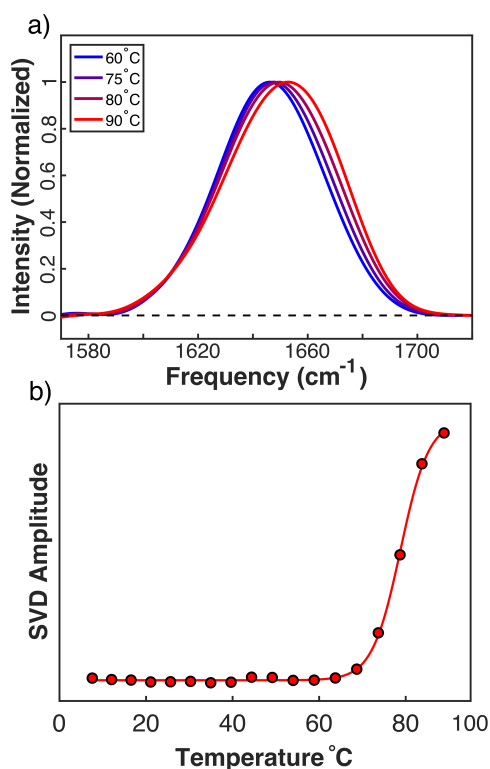 a)
Intensity (Normalized)
60°C
75°C
80°C
90°C
1
0.8
0.6
0.4
0.2
0
1580 1620 1660 1700
Frequency (cm-1)
b)
SVD Amplitude
0 20 40 60 80 100
Temperature °C